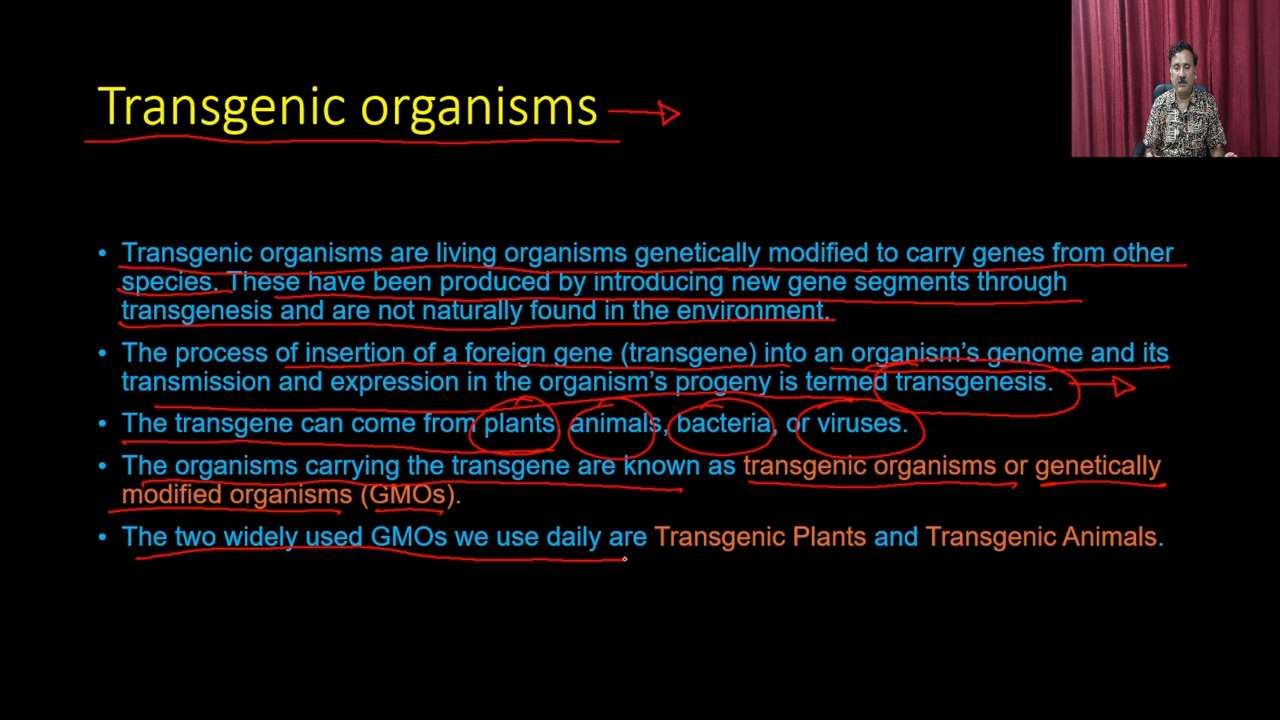 Transgenic organisms
• Transgenic organisms are living organisms genetically modified to carry genes from other
species. These have been produced by introducing new gene segments through
transgenesis and are not naturally found in the environment.
• The process of insertion of a foreign gene (transgene) into an organism's genome and its
transmission and expression in the organism's progeny is termed transgenesis.
• The transgene can come from plants, animals, bacteria, or viruses.
• The organisms carrying the transgene are known as transgenic organisms or genetically
modified organisms (GMOs).
• The two widely used GMOs we use daily are Transgenic Plants and Transgenic Animals.